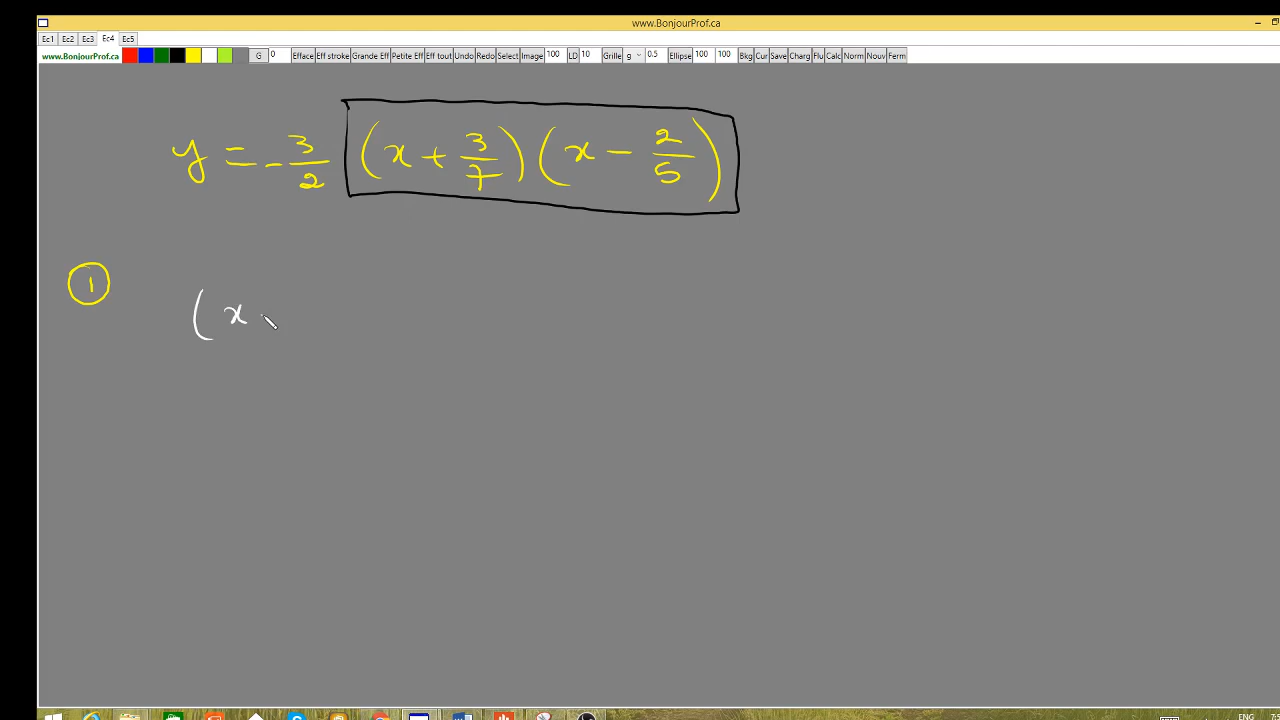 www.BonjourProf.ca
Ec1 Ec2 Ec3 Ec4 Ec5
www.BonjourProf.ca G 0 Efface Eff stroke Grande Eff Petite Eff Eff tout Undo Redo Select Image 100 LD 10 Grille g 0.5 Ellipse 100 100 Bkg Cur Save Charg Flu Calc Norm Nouv Ferm
y = - 3/2 (x + 3/7) (x - 2/5)
1
( x
ENG